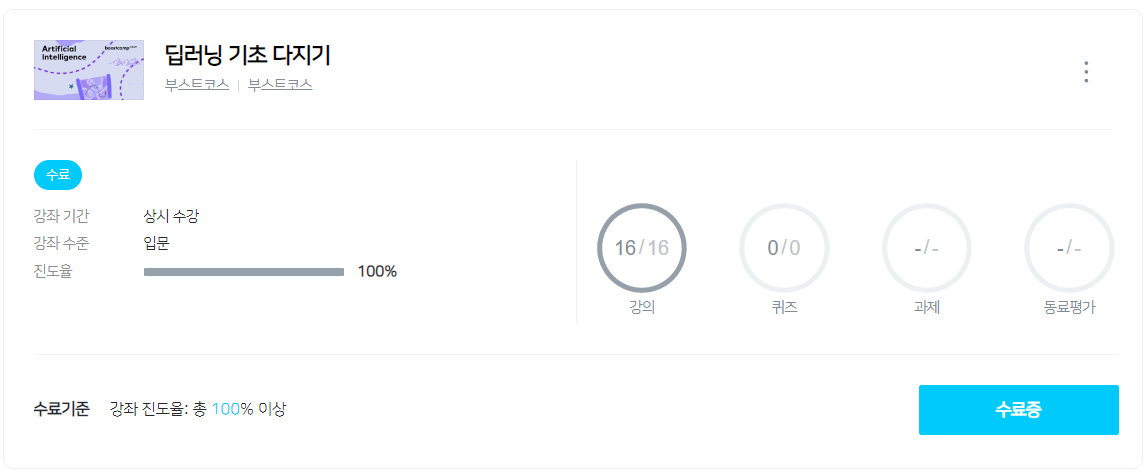 Artificial
Intelligence
boostcamp
딥러닝 기초 다지기
부스트코스 | 부스트코스
수료
강좌 기간 상시 수강
강좌 수준 입문
진도율 100%
16/16 0/0 -/- -/-
강의 퀴즈 과제 동료평가
수료기준 강좌 진도율: 총 100% 이상
수료증